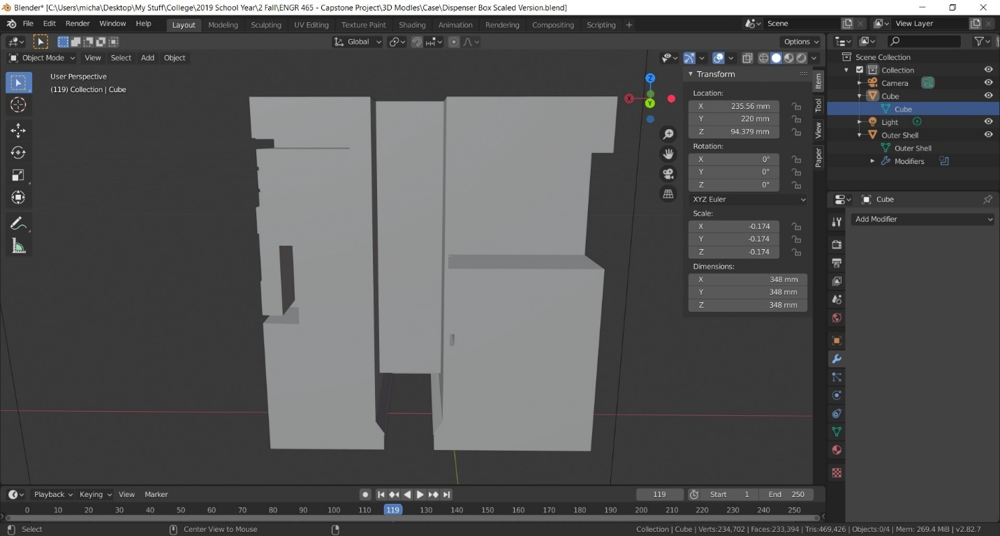 Blender* [C:\Users\micha\Desktop\My Stuff\College\2019 School Year\2 Fall\ENGR 465 - Capstone Project\3D Modles\Case\Dispenser Box Scaled Version.blend]
File Edit Render Window Help Layout Modeling Sculpting UV Editing Texture Paint Shading Animation Rendering Compositing Scripting + Scene View Layer
Global Options
Object Mode View Select Add Object
User Perspective
(119) Collection | Cube
Transform
Location:
X 235.56 mm
Y 220 mm
Z 94.379 mm
Rotation:
X 0°
Y 0°
Z 0°
XYZ Euler
Scale:
X -0.174
Y -0.174
Z -0.174
Dimensions:
X 348 mm
Y 348 mm
Z 348 mm
Z
X
Y
Item
Tool
View
Paper
Scene Collection
Collection
Camera
Cube
Cube
Light
Outer Shell
Outer Shell
Modifiers
Cube
Add Modifier
Playback Keying View Marker 119 Start 1 End 250
0 10 20 30 40 50 60 70 80 90 100 110 119 130 140 150 160 170 180 190 200 210 220 230 240 250
Select Center View to Mouse Collection | Cube | Verts:234,702 | Faces:233,394 | Tris:469,426 | Objects:0/4 | Mem: 269.4 MiB | v2.82.7